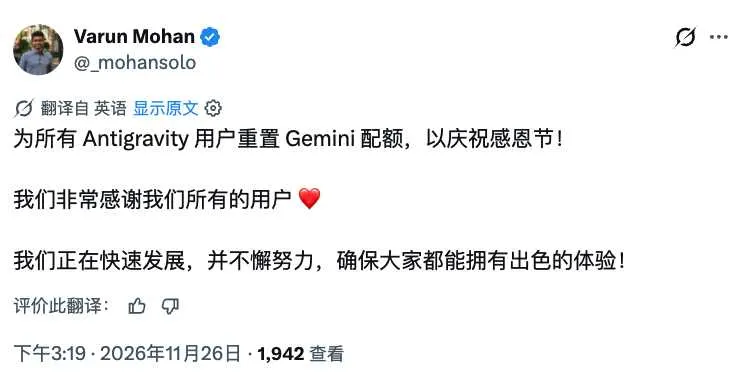 Varun Mohan
@_mohansolo
翻译自 英语 显示原文
为所有 Antigravity 用户重置 Gemini 配额，以庆祝感恩节！
我们非常感谢我们所有的用户 ❤️
我们正在快速发展，并不懈努力，确保大家都能拥有出色的体验！
评价此翻译：
下午3:19 · 2026年11月26日 · 1,942 查看